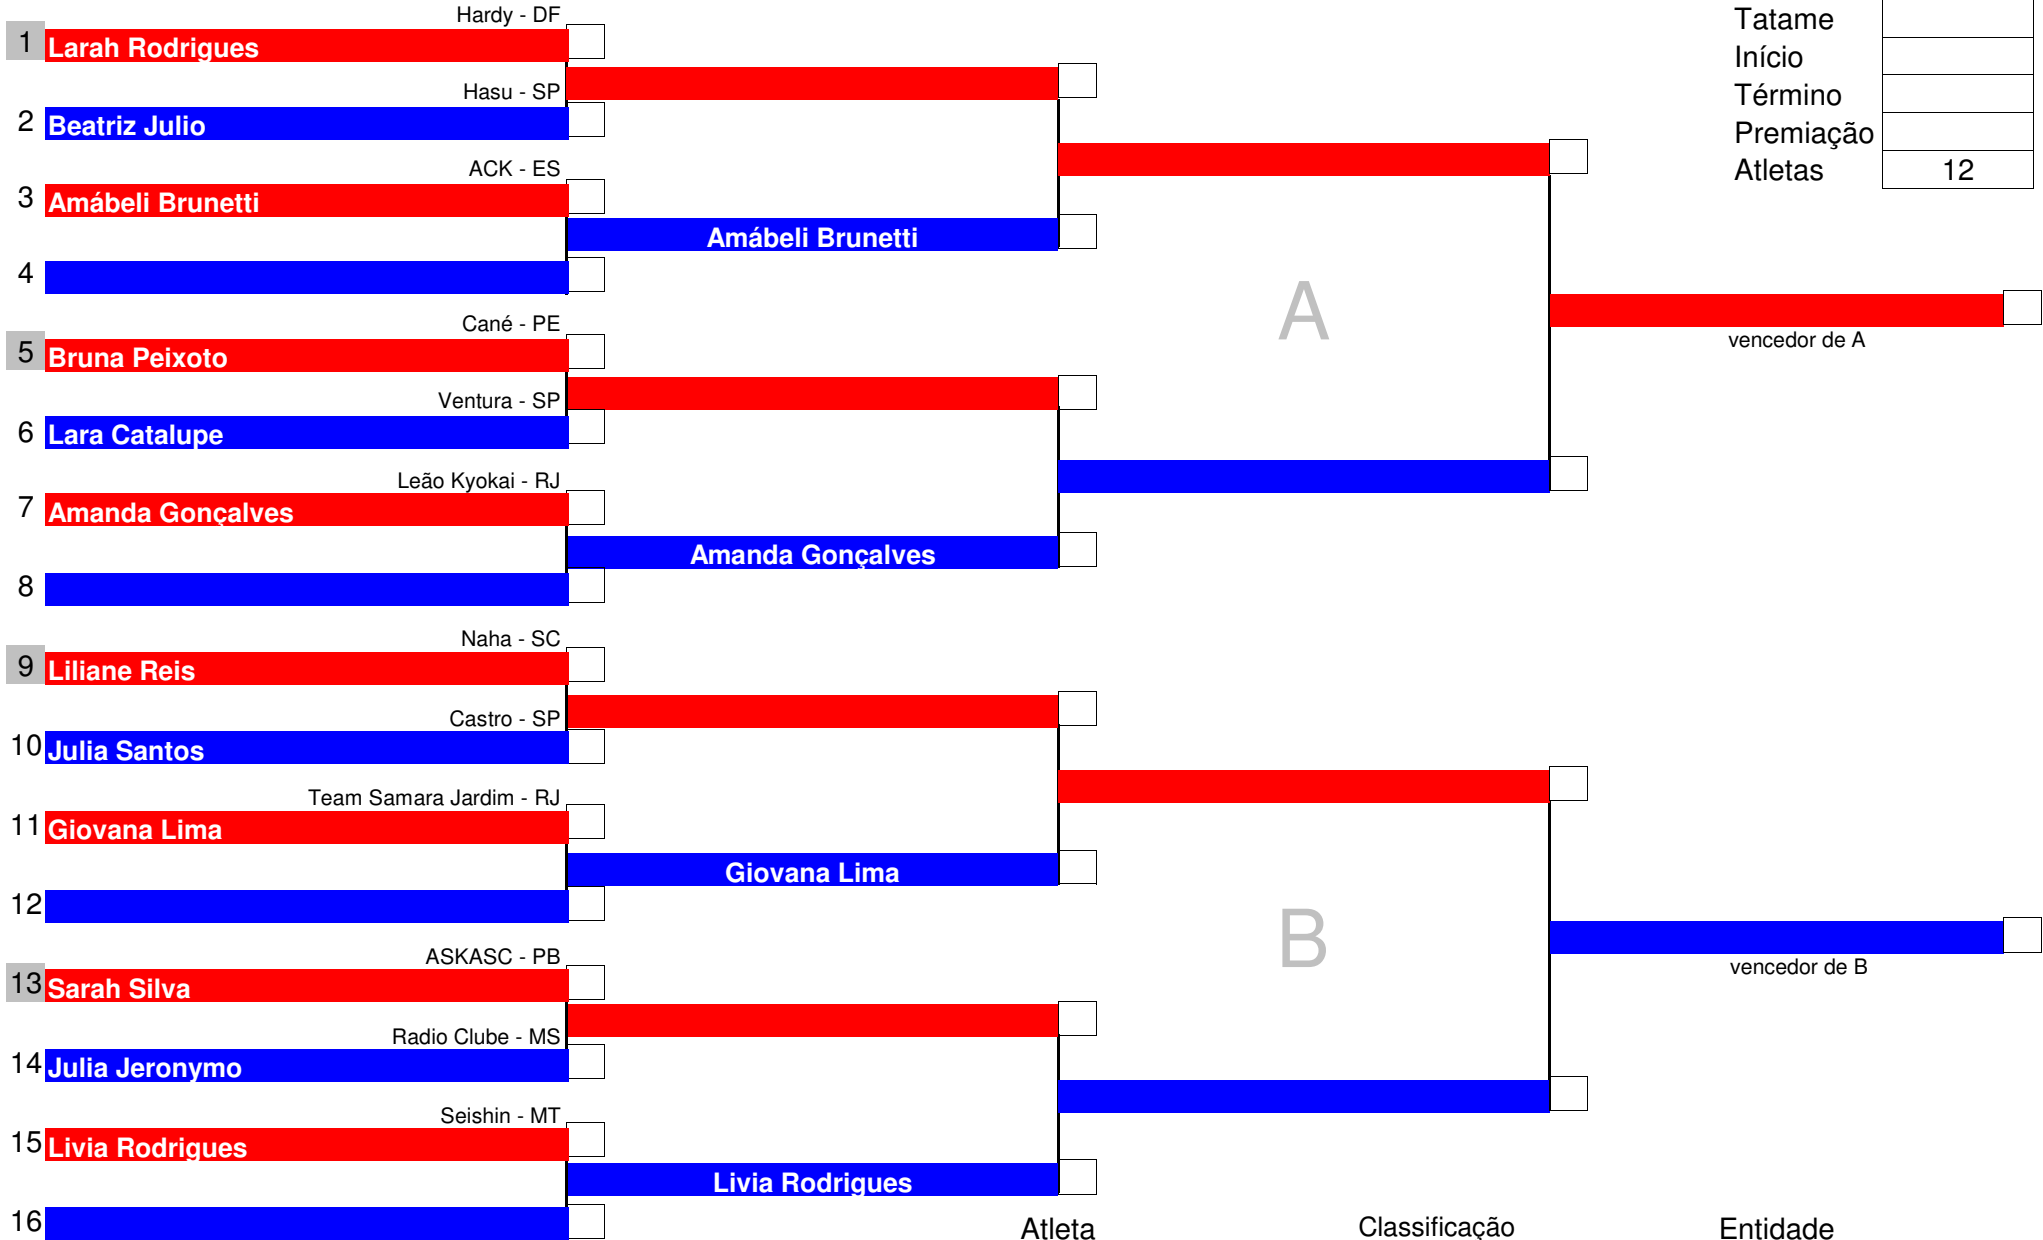 Hardy - DF
1 Larah Rodrigues
Hasu - SP
2 Beatriz Julio
ACK - ES
3 Amábeli Brunetti
Amábeli Brunetti
4
Cané - PE
5 Bruna Peixoto
Ventura - SP
6 Lara Catalupe
Leão Kyokai - RJ
7 Amanda Gonçalves
Amanda Gonçalves
8
Naha - SC
9 Liliane Reis
Castro - SP
10 Julia Santos
Team Samara Jardim - RJ
11 Giovana Lima
Giovana Lima
12
ASKASC - PB
13 Sarah Silva
Radio Clube - MS
14 Julia Jeronymo
Seishin - MT
15 Livia Rodrigues
Livia Rodrigues
16
A
B
vencedor de A
vencedor de B
Tatame
Início
Término
Premiação
Atletas 12
Atleta Classificação Entidade